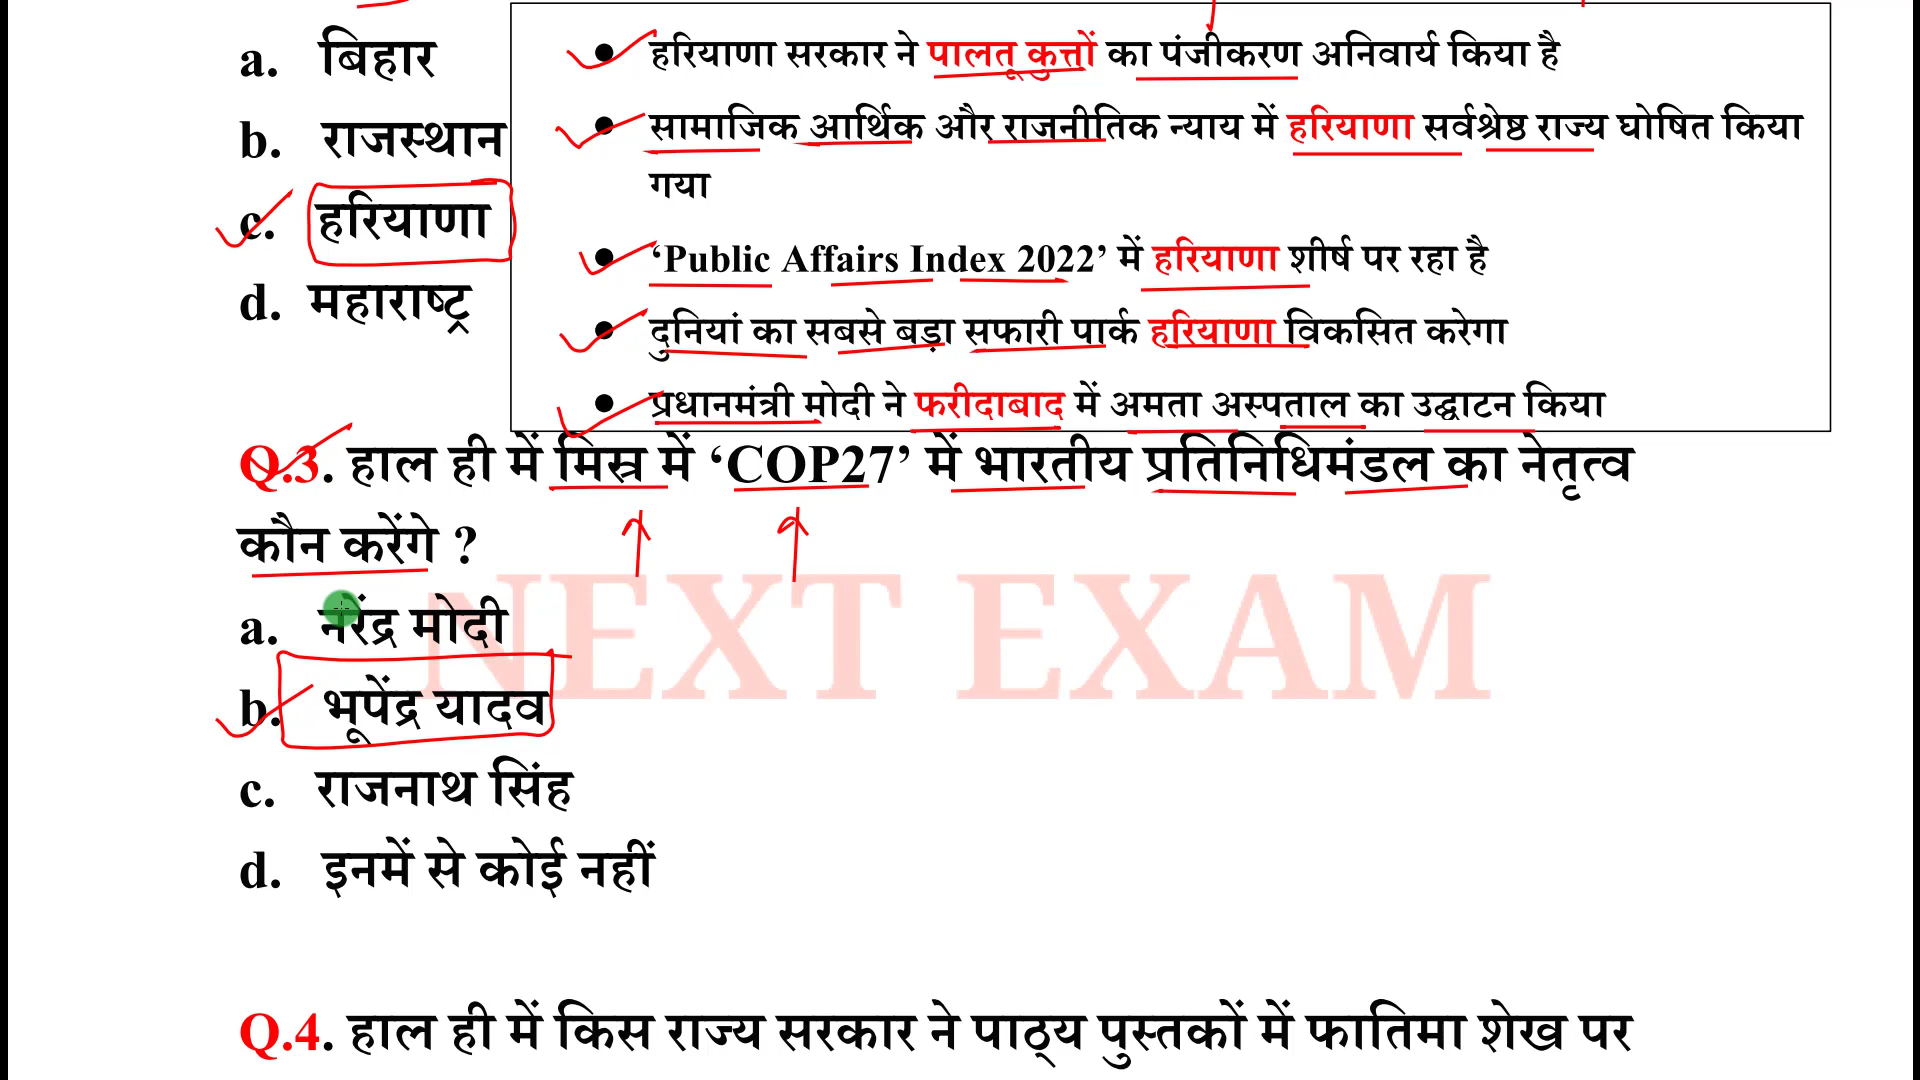 a. बिहार
b. राजस्थान
c. हरियाणा
d. महाराष्ट्र
● हरियाणा सरकार ने पालतू कुत्तों का पंजीकरण अनिवार्य किया है
● सामाजिक आर्थिक और राजनीतिक न्याय में हरियाणा सर्वश्रेष्ठ राज्य घोषित किया
गया
● ‘Public Affairs Index 2022’ में हरियाणा शीर्ष पर रहा है
● दुनियां का सबसे बड़ा सफारी पार्क हरियाणा विकसित करेगा
● प्रधानमंत्री मोदी ने फरीदाबाद में अमता अस्पताल का उद्घाटन किया
Q.3. हाल ही में मिस्र में ‘COP27’ में भारतीय प्रतिनिधिमंडल का नेतृत्व
कौन करेंगे ?
a. नरेंद्र मोदी
b. भूपेंद्र यादव
c. राजनाथ सिंह
d. इनमें से कोई नहीं
NEXT EXAM
Q.4. हाल ही में किस राज्य सरकार ने पाठ्य पुस्तकों में फातिमा शेख पर